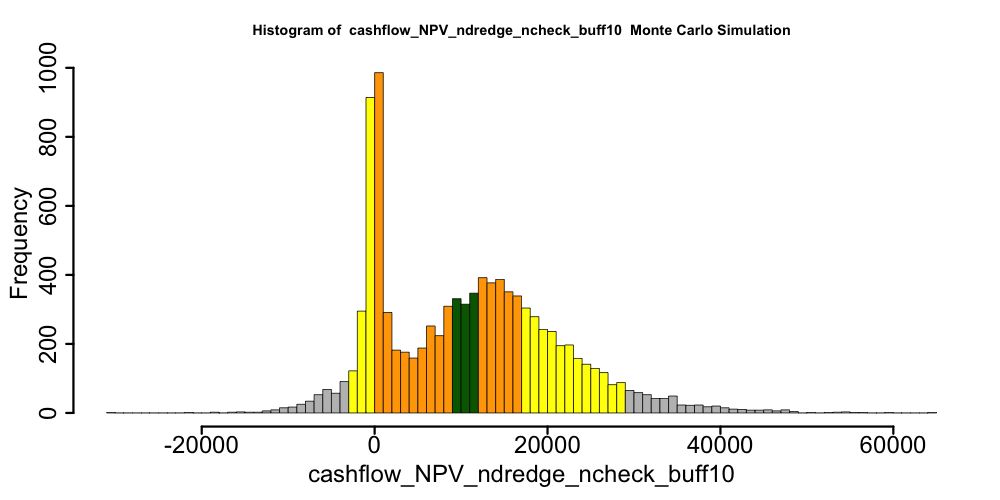 Histogram of  cashflow_NPV_ndredge_ncheck_buff10  Monte Carlo Simulation
Frequency
1000
800
600
400
200
0
-20000 0 20000 40000 60000
cashflow_NPV_ndredge_ncheck_buff10